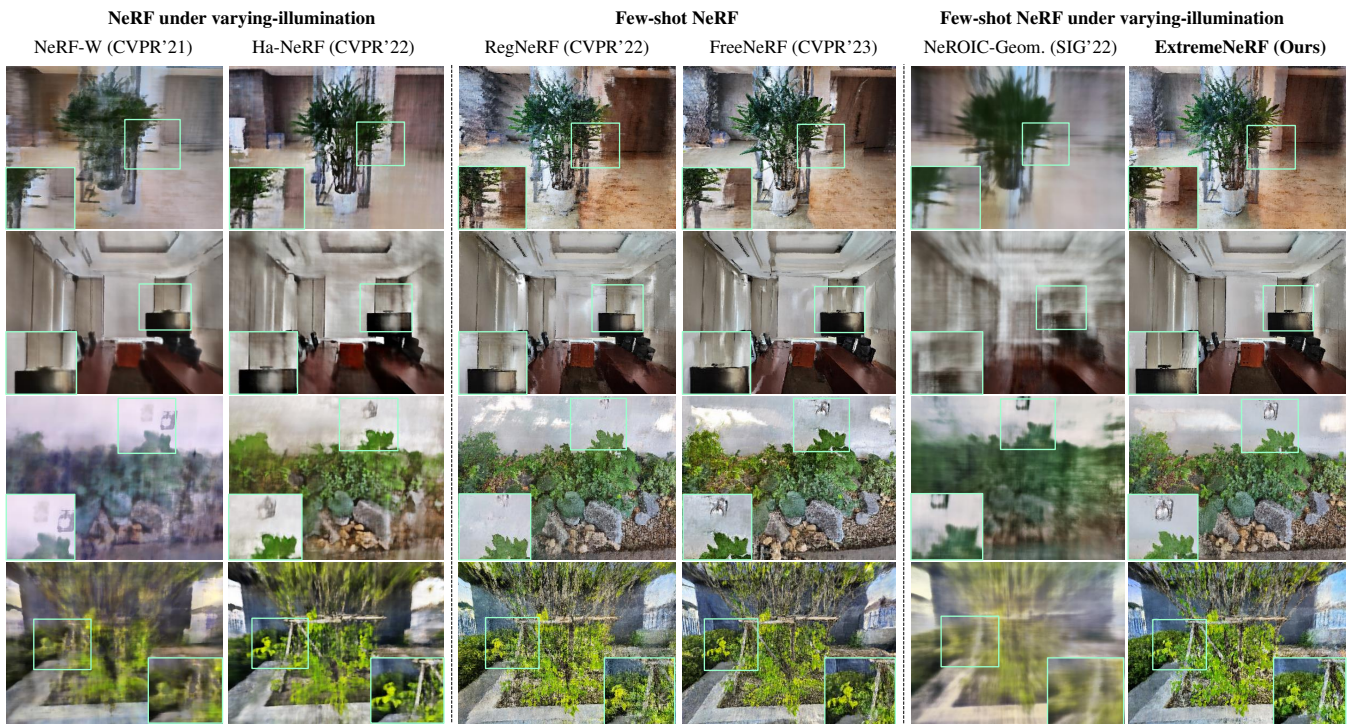 NeRF under varying-illumination
Few-shot NeRF
Few-shot NeRF under varying-illumination
NeRF-W (CVPR'21)
Ha-NeRF (CVPR'22)
RegNeRF (CVPR'22)
FreeNeRF (CVPR'23)
NeROIC-Geom. (SIG'22)
ExtremeNeRF (Ours)